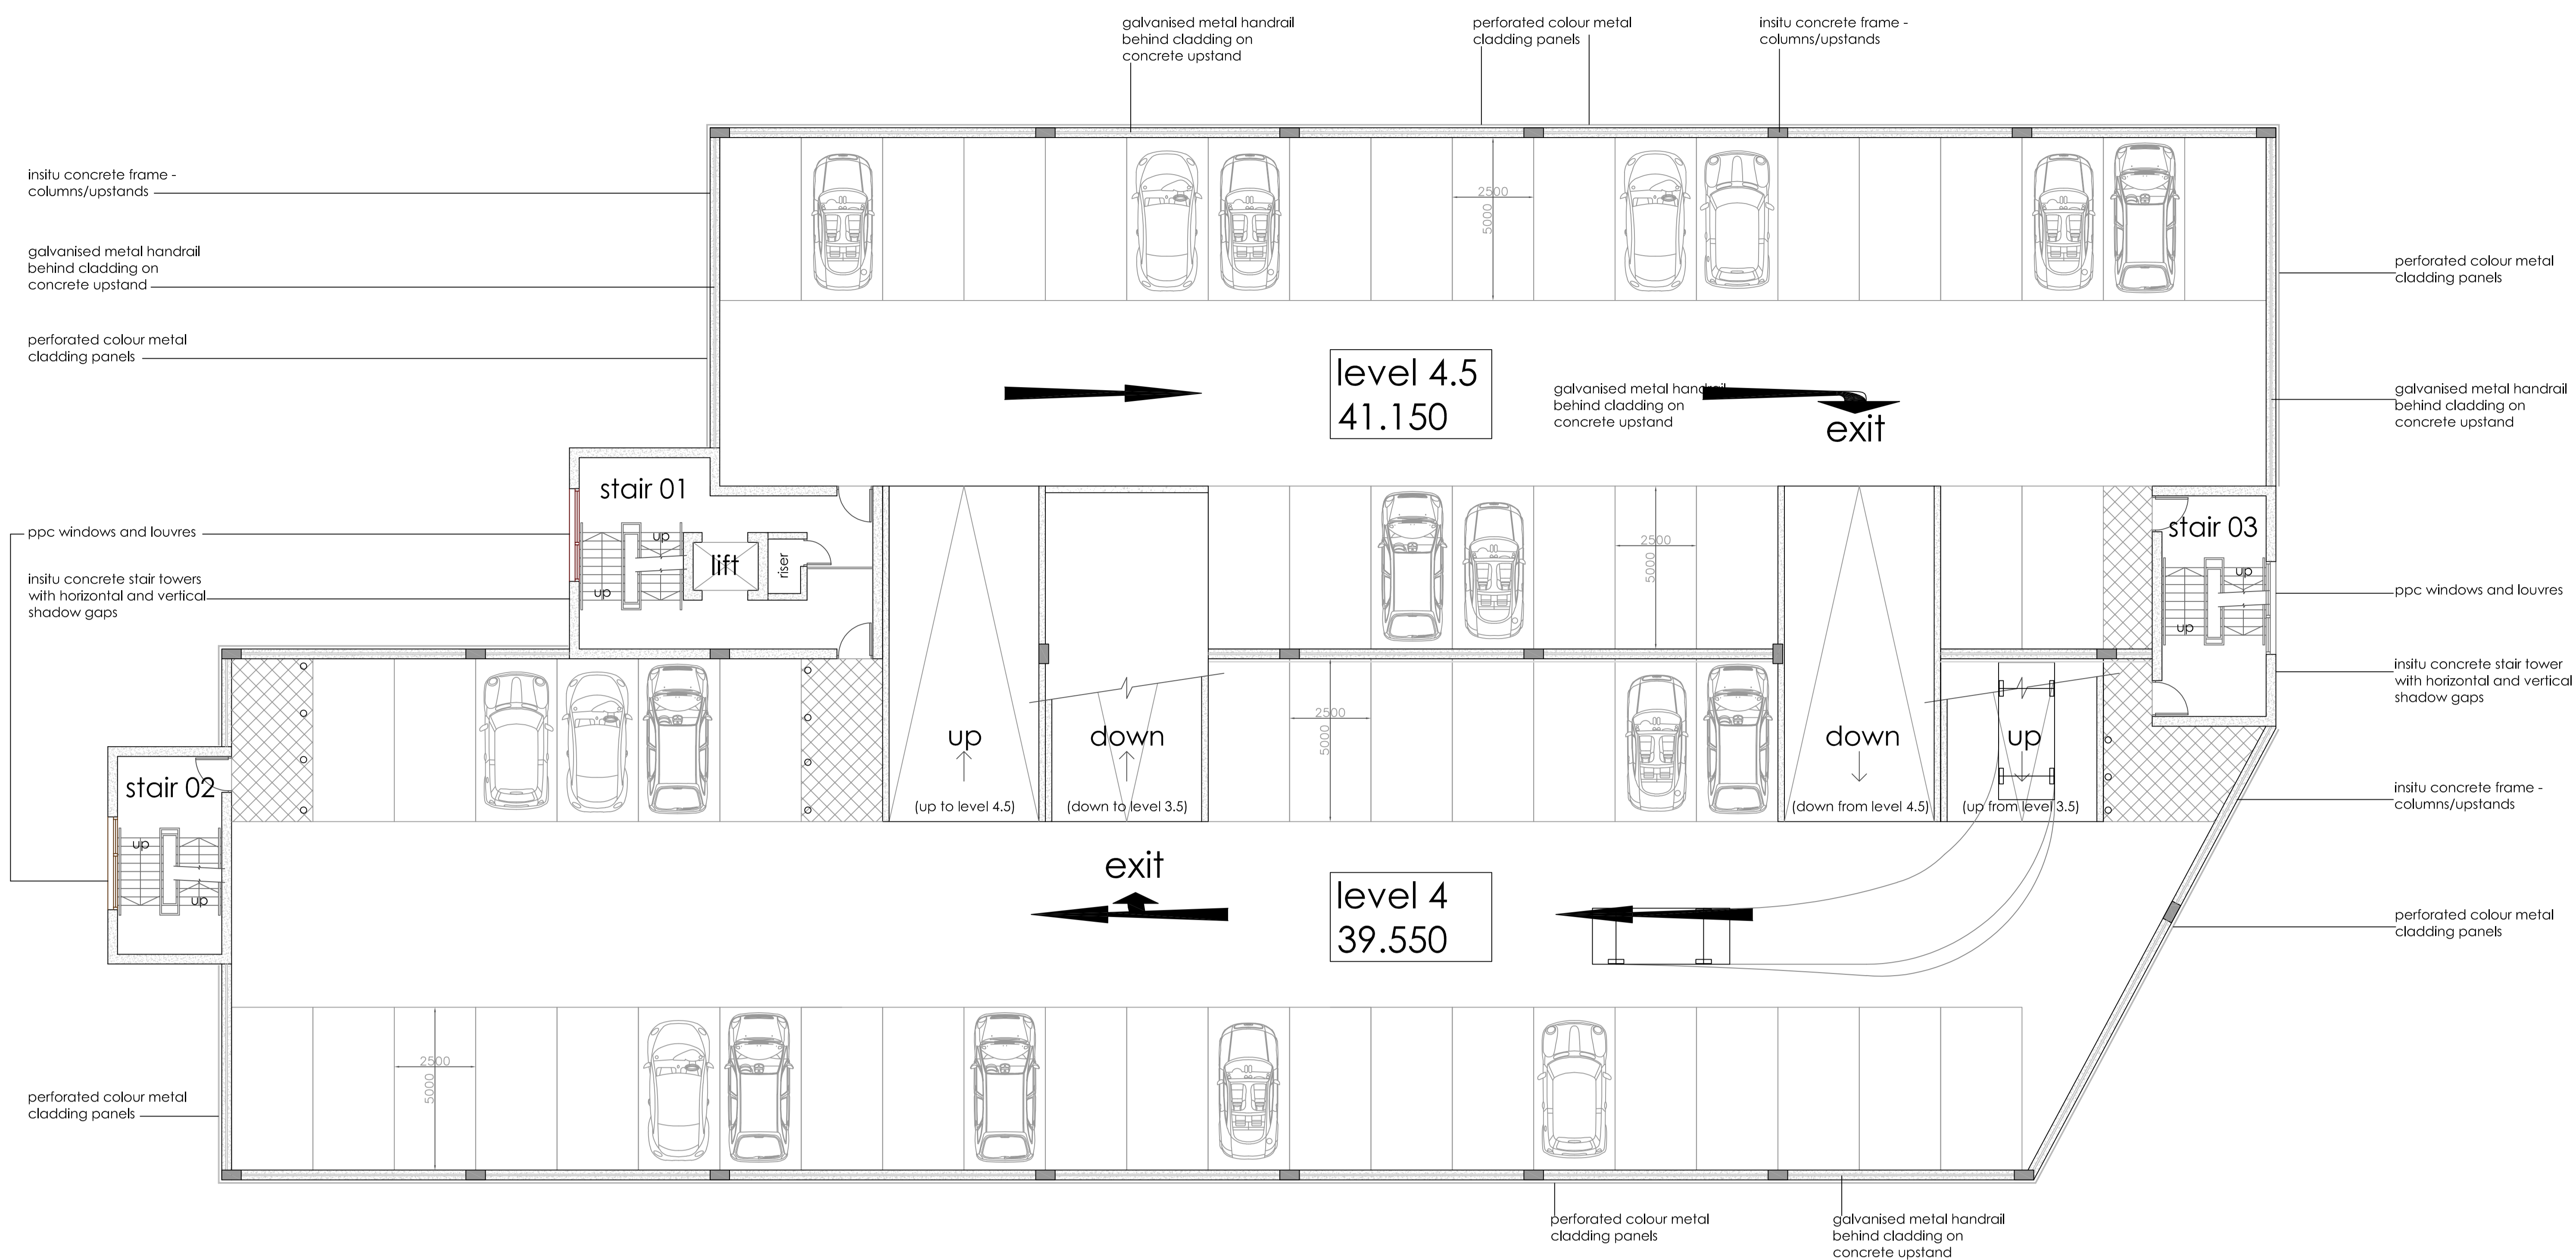 galvanised metal handrail
behind cladding on
concrete upstand
perforated colour metal
cladding panels
insitu concrete frame -
columns/upstands
insitu concrete frame -
columns/upstands
galvanised metal handrail
behind cladding on
concrete upstand
perforated colour metal
cladding panels
2500
5000
perforated colour metal
cladding panels
level 4.5
41.150
galvanised metal handrail
behind cladding on
concrete upstand
exit
galvanised metal handrail
behind cladding on
concrete upstand
stair 01
up
up
lift
riser
ppc windows and louvres
insitu concrete stair towers
with horizontal and vertical
shadow gaps
2500
5000
stair 03
up
up
ppc windows and louvres
insitu concrete stair tower
with horizontal and vertical
shadow gaps
2500
5000
up
(up to level 4.5)
down
(down to level 3.5)
down
(down from level 4.5)
up
(up from level 3.5)
stair 02
up
up
insitu concrete frame -
columns/upstands
exit
level 4
39.550
perforated colour metal
cladding panels
2500
5000
perforated colour metal
cladding panels
perforated colour metal
cladding panels
galvanised metal handrail
behind cladding on
concrete upstand